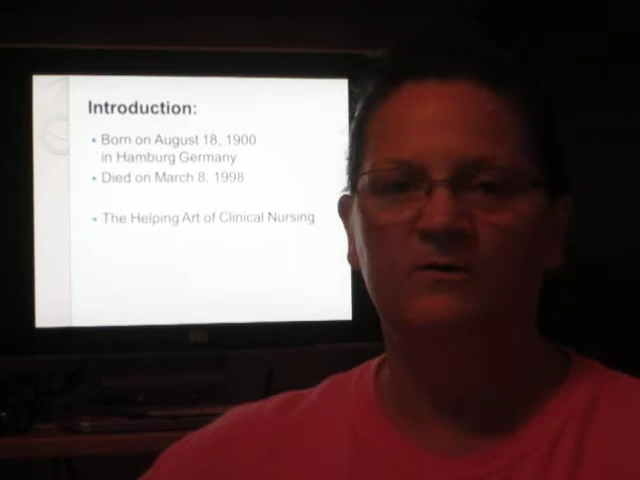 Introduction:
• Born on August 18, 1900
in Hamburg Germany
• Died on March 8, 1998
• The Helping Art of Clinical Nursing